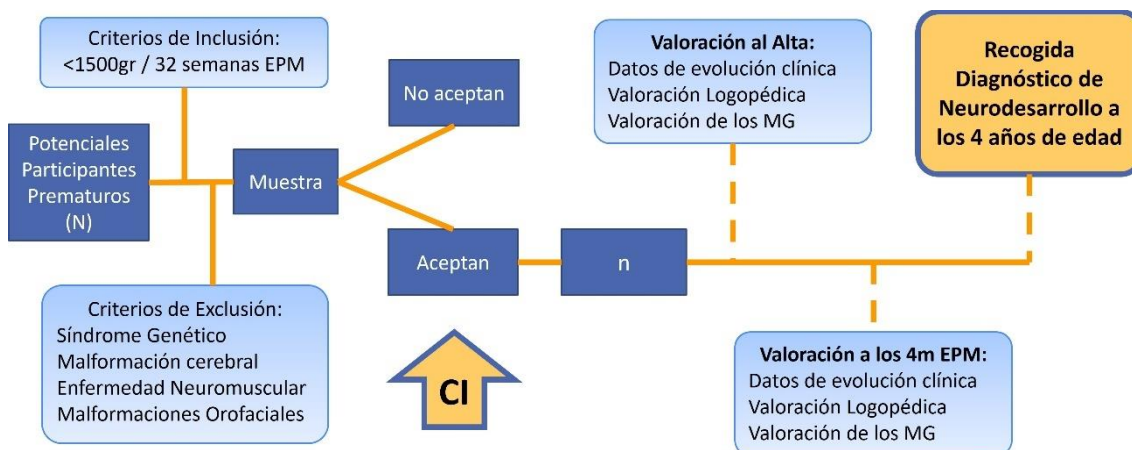 Criterios de Inclusión:
<1500gr / 32 semanas EPM
Potenciales
Participantes
Prematuros
(N)
Muestra
No aceptan
Aceptan
n
Criterios de Exclusión:
Síndrome Genético
Malformación cerebral
Enfermedad Neuromuscular
Malformaciones Orofaciales
CI
Valoración al Alta:
Datos de evolución clínica
Valoración Logopédica
Valoración de los MG
Valoración a los 4m EPM:
Datos de evolución clínica
Valoración Logopédica
Valoración de los MG
Recogida
Diagnóstico de
Neurodesarrollo a
los 4 años de edad